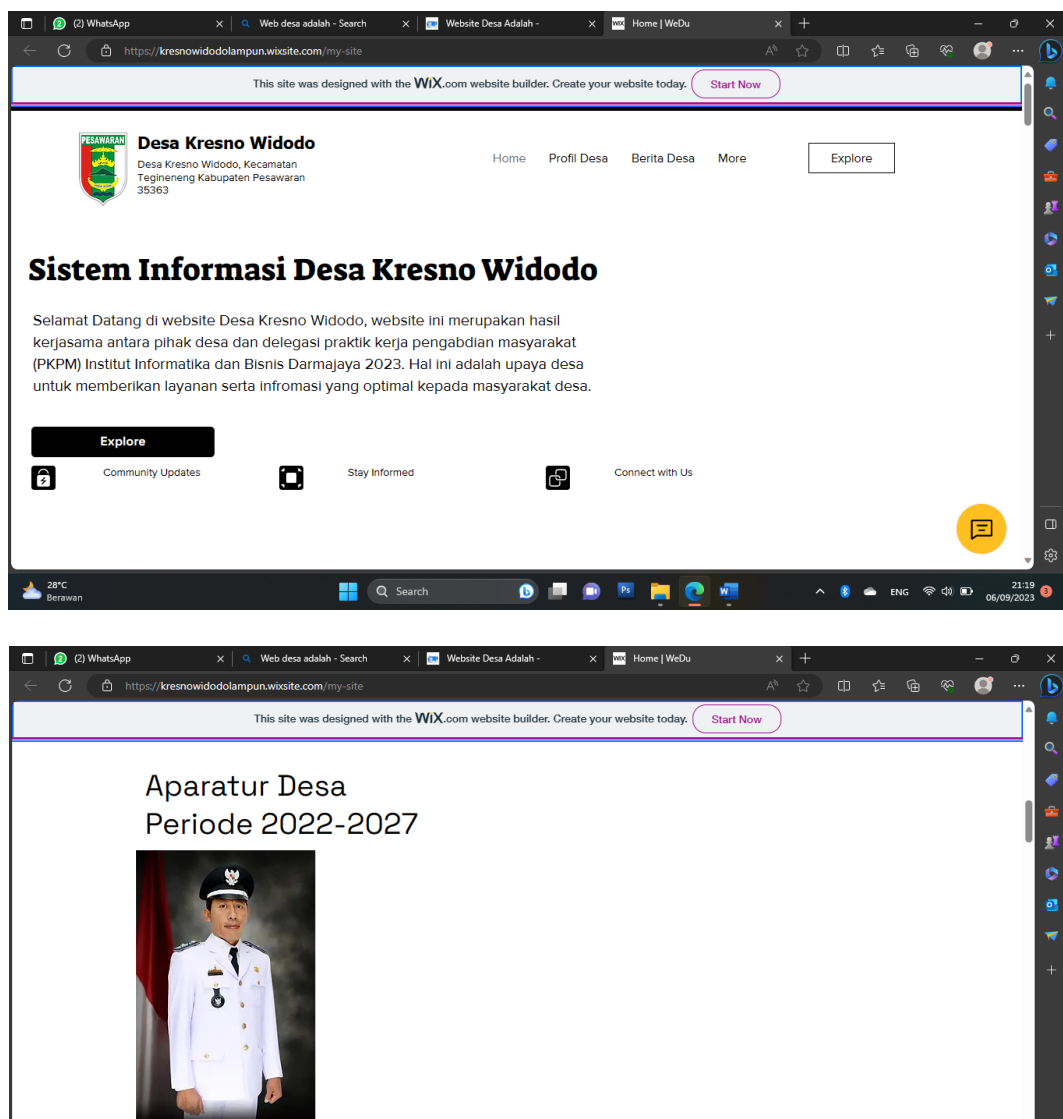 (2) WhatsApp
Web desa adalah - Search
Website Desa Adalah -
WIX Home | WeDu
https://kresnowidodolampun.wixsite.com/my-site
This site was designed with the WiX.com website builder. Create your website today. Start Now
PESAWARAN
Desa Kresno Widodo
Desa Kresno Widodo, Kecamatan
Tegineneng Kabupaten Pesawaran
35363
Home Profil Desa Berita Desa More Explore
Sistem Informasi Desa Kresno Widodo
Selamat Datang di website Desa Kresno Widodo, website ini merupakan hasil
kerjasama antara pihak desa dan delegasi praktik kerja pengabdian masyarakat
(PKPM) Institut Informatika dan Bisnis Darmajaya 2023. Hal ini adalah upaya desa
untuk memberikan layanan serta infromasi yang optimal kepada masyarakat desa.
Explore
Community Updates Stay Informed Connect with Us
28°C
Berawan
Search
Ps
ENG
21:19
06/09/2023
3
(2) WhatsApp
Web desa adalah - Search
Website Desa Adalah -
WIX Home | WeDu
https://kresnowidodolampun.wixsite.com/my-site
This site was designed with the WiX.com website builder. Create your website today. Start Now
Aparatur Desa
Periode 2022-2027